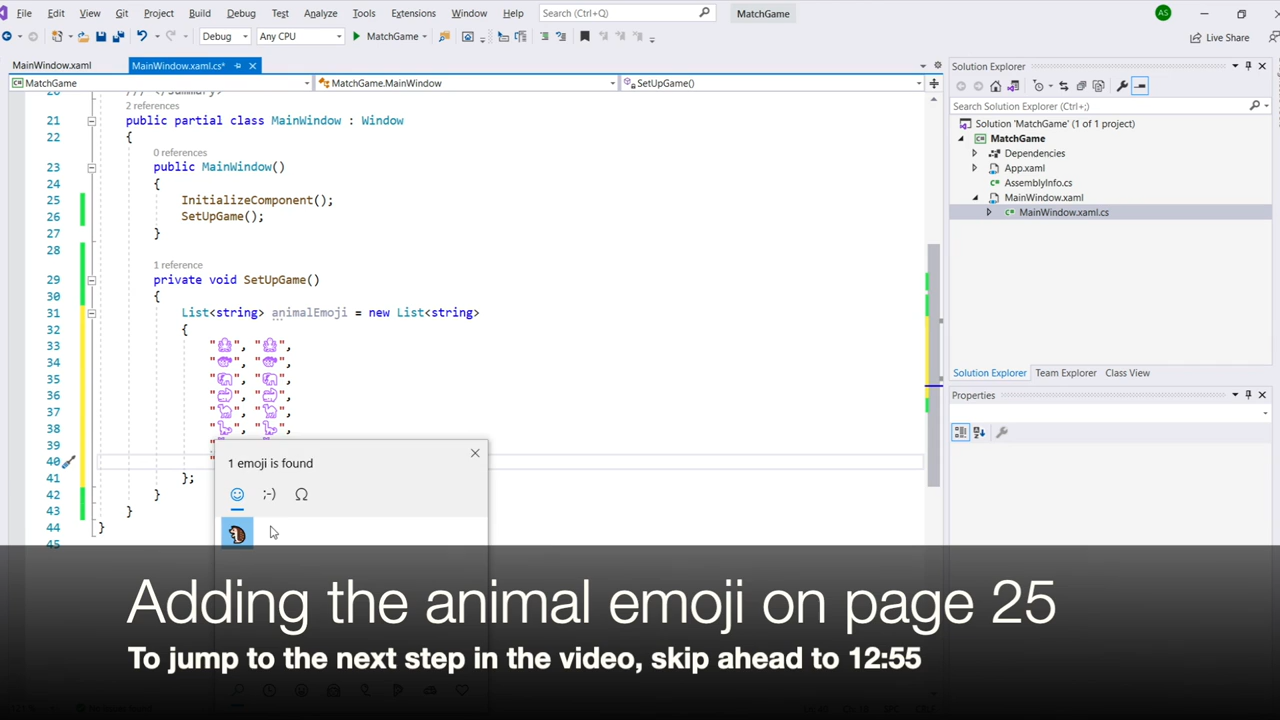 File Edit View Git Project Build Debug Test Analyze Tools Extensions Window Help Search (Ctrl+Q) MatchGame AS
Debug Any CPU MatchGame Live Share
MainWindow.xaml MainWindow.xaml.cs*
MatchGame MatchGame.MainWindow SetUpGame()
/// </summary>
2 references
21 public partial class MainWindow : Window
22 {
0 references
23 public MainWindow()
24 {
25 InitializeComponent();
26 SetUpGame();
27 }
28
1 reference
29 private void SetUpGame()
30 {
31 List<string> animalEmoji = new List<string>
32 {
33 "🐙", "🐙",
34 "🐡", "🐡",
35 "🐘", "🐘",
36 "🐳", "🐳",
37 "🐫", "🐫",
38 "🦕", "🦕",
39
40
41 };
42 }
43 }
44 }
45
1 emoji is found
;-) Ω
Solution Explorer
Search Solution Explorer (Ctrl+;)
Solution 'MatchGame' (1 of 1 project)
MatchGame
Dependencies
App.xaml
AssemblyInfo.cs
MainWindow.xaml
MainWindow.xaml.cs
Solution Explorer Team Explorer Class View
Properties
Adding the animal emoji on page 25
To jump to the next step in the video, skip ahead to 12:55